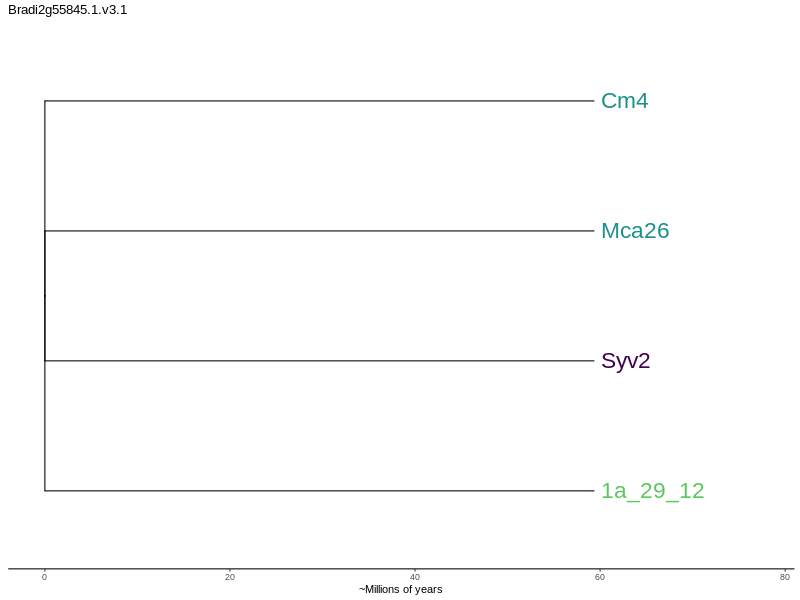 Bradi2g55845.1.v3.1
Cm4
Mca26
Syv2
1a_29_12
0 20 40 60 80
~Millions of years